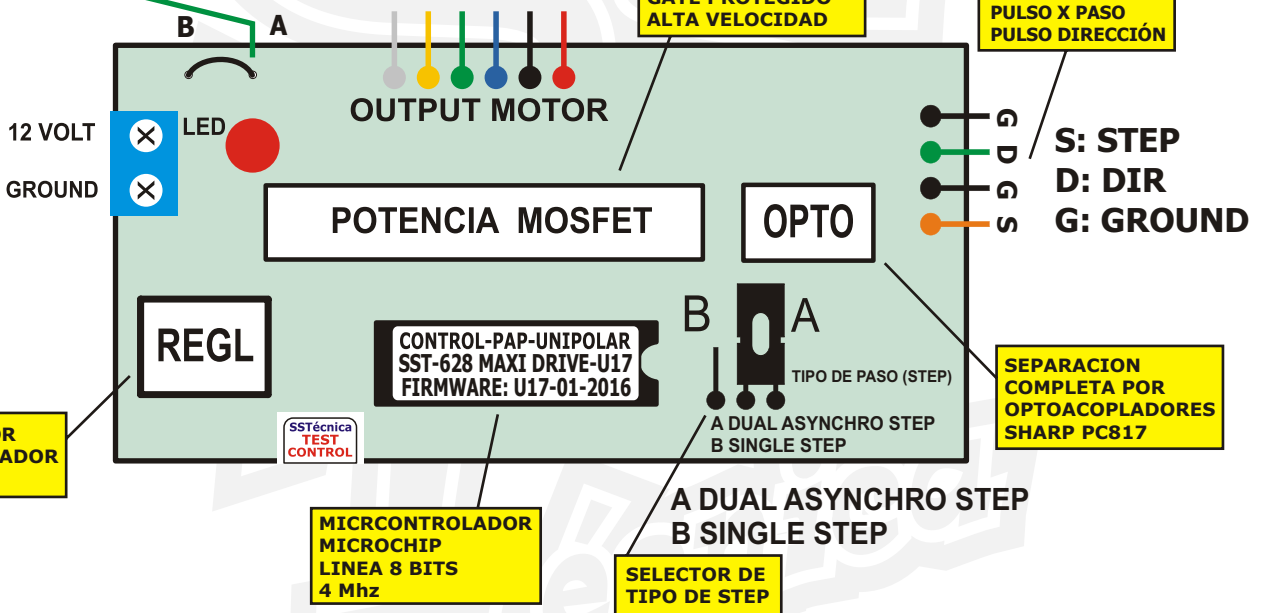 GATE PROTEGIDO
ALTA VELOCIDAD
PULSO X PASO
PULSO DIRECCIÓN
B
A
OUTPUT MOTOR
12 VOLT
LED
GROUND
G
D
G
S
S: STEP
D: DIR
G: GROUND
POTENCIA MOSFET
OPTO
REGL
CONTROL-PAP-UNIPOLAR
SST-628 MAXI DRIVE-U17
FIRMWARE: U17-01-2016
B
A
TIPO DE PASO (STEP)
A DUAL ASYNCHRO STEP
B SINGLE STEP
SEPARACION
COMPLETA POR
OPTOACOPLADORES
SHARP PC817
SSTécnica
TEST
CONTROL
A DUAL ASYNCHRO STEP
B SINGLE STEP
MICRCONTROLADOR
MICROCHIP
LINEA 8 BITS
4 Mhz
SELECTOR DE
TIPO DE STEP